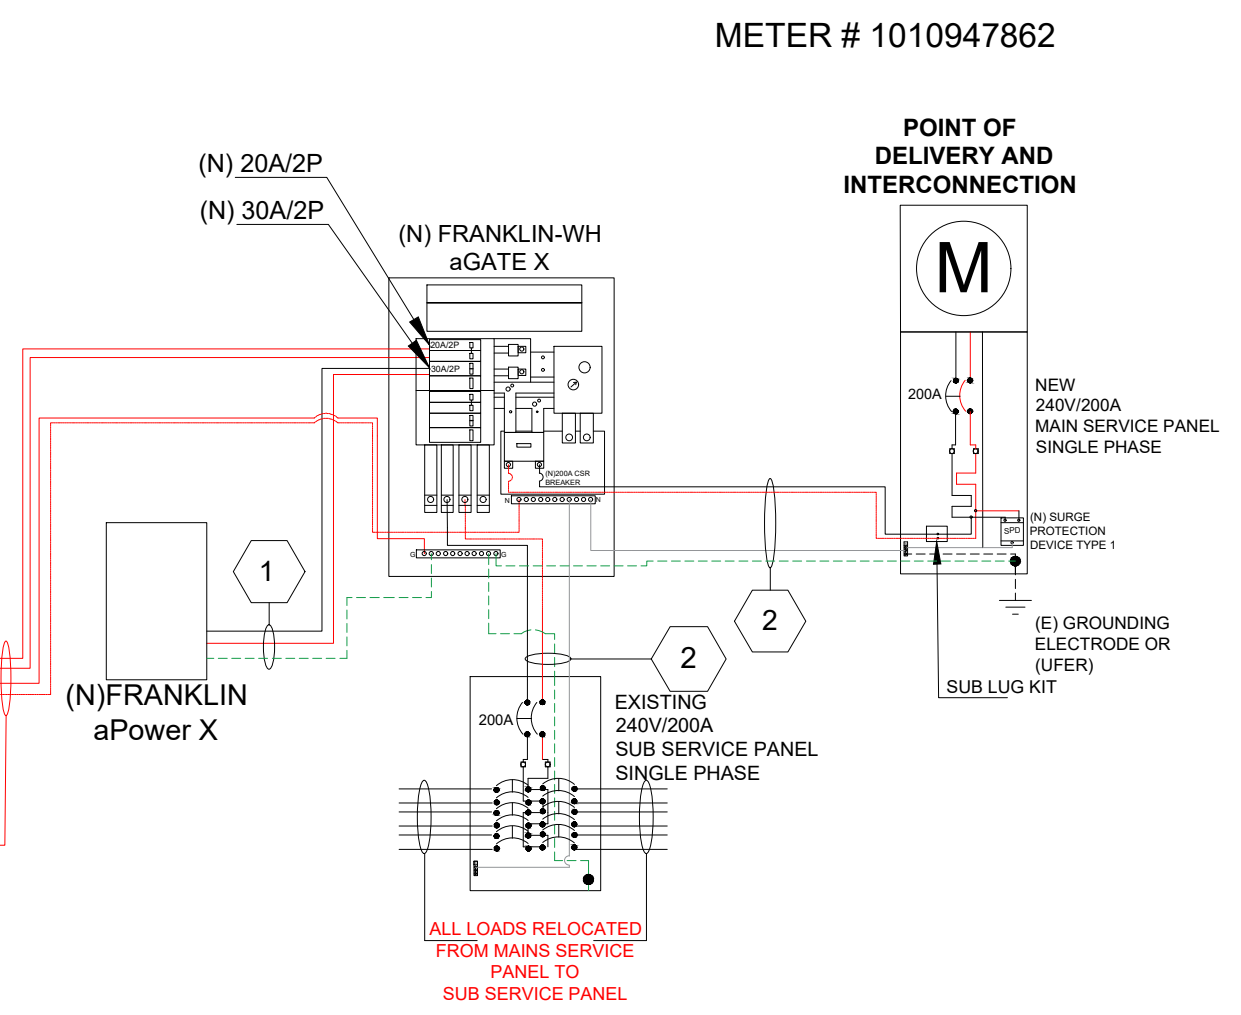 METER # 1010947862
POINT OF
DELIVERY AND
INTERCONNECTION
(N) 20A/2P
(N) 30A/2P
(N) FRANKLIN-WH
aGATE X
M
20A/2P
30A/2P
200A
NEW
240V/200A
MAIN SERVICE PANEL
SINGLE PHASE
(N)200A CSR
BREAKER
N
N
(N) SURGE
PROTECTION
DEVICE TYPE 1
SPD
G
G
1
2
2
(E) GROUNDING
ELECTRODE OR
(UFER)
SUB LUG KIT
(N)FRANKLIN
aPower X
200A
EXISTING
240V/200A
SUB SERVICE PANEL
SINGLE PHASE
ALL LOADS RELOCATED
FROM MAINS SERVICE
PANEL TO
SUB SERVICE PANEL